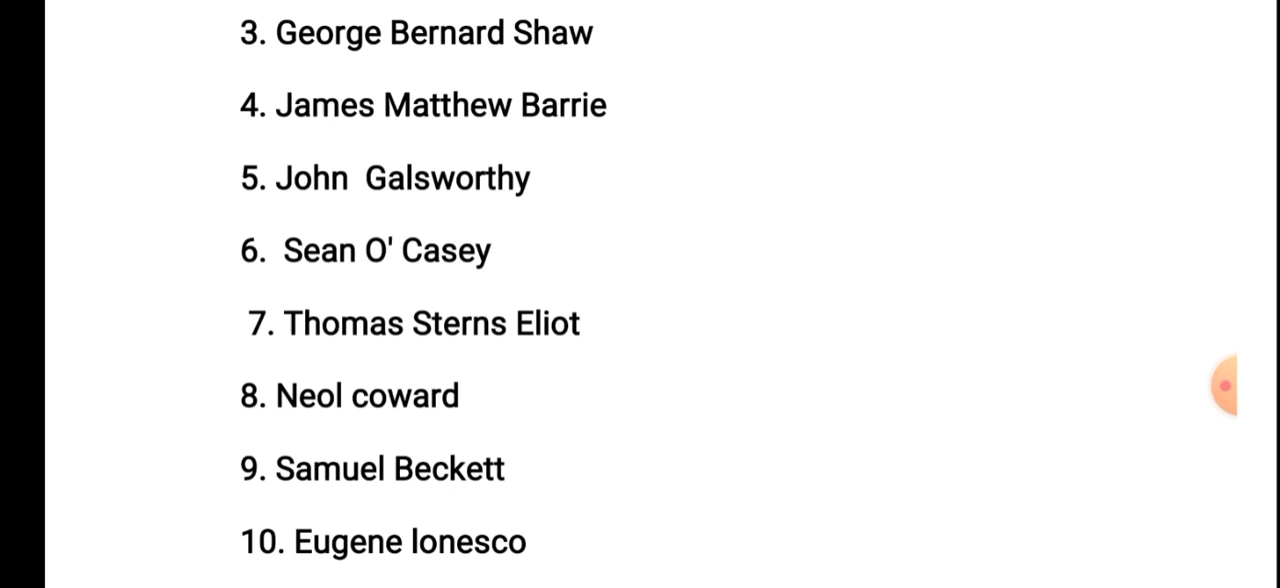 3. George Bernard Shaw
4. James Matthew Barrie
5. John  Galsworthy
6.  Sean O' Casey
7. Thomas Sterns Eliot
8. Neol coward
9. Samuel Beckett
10. Eugene lonesco